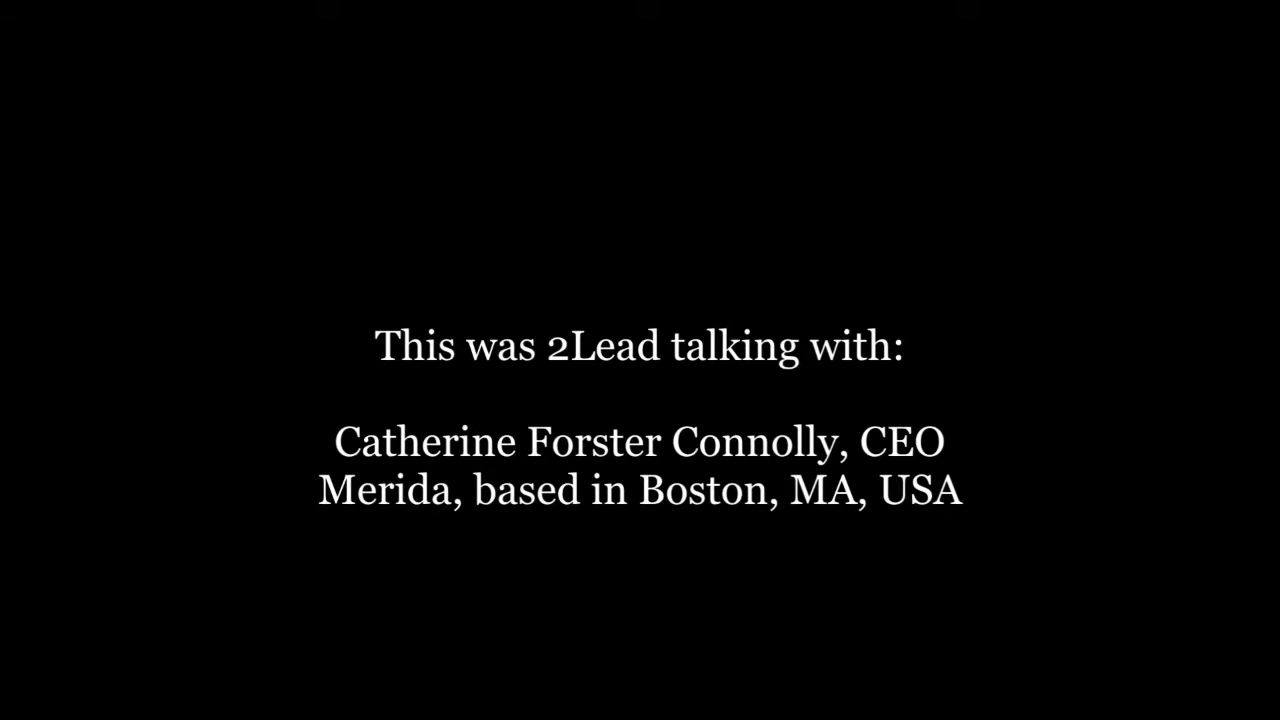 This was 2Lead talking with:
Catherine Forster Connolly, CEO
Merida, based in Boston, MA, USA